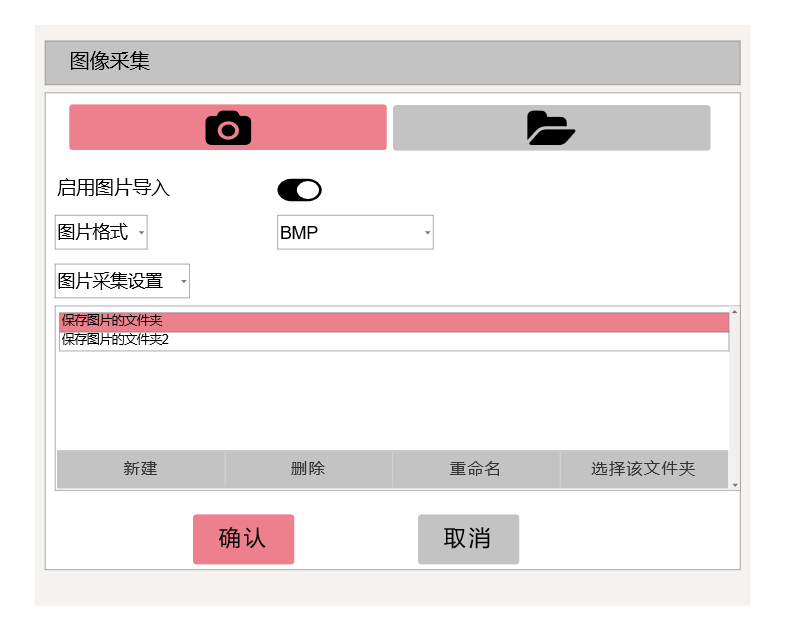 图像采集
启用图片导入
图片格式 BMP
图片采集设置
保存图片的文件夹
保存图片的文件夹2
新建 删除 重命名 选择该文件夹
确认 取消